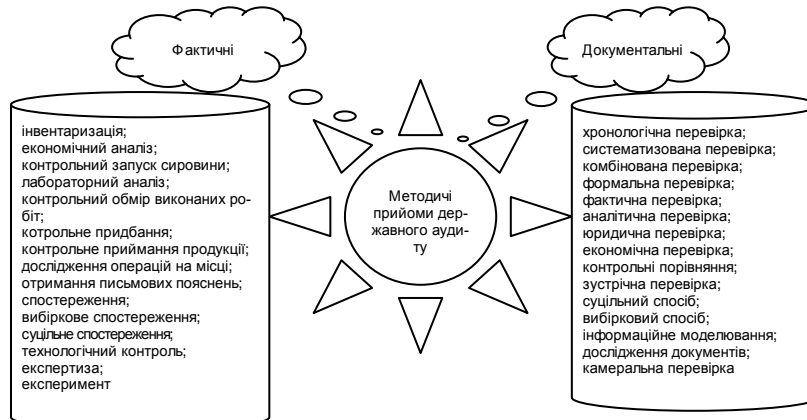 Фактичні
Документальні
інвентаризація;
економічний аналіз;
контрольний запуск сировини;
лабораторний аналіз;
контрольний обмір виконаних ро-
біт;
котрольне придбання;
контрольне приймання продукції;
дослідження операцій на місці;
отримання письмових пояснень;
спостереження;
вибіркове спостереження;
суцільне спостереження;
технологічний контроль;
експертиза;
експеримент
Методичі
прийоми дер-
жавного ауди-
ту
хронологічна перевірка;
систематизована перевірка;
комбінована перевірка;
формальна перевірка;
фактична перевірка;
аналітична перевірка;
юридична перевірка;
економічна перевірка;
контрольні порівняння;
зустрічна перевірка;
суцільний спосіб;
вибірковий спосіб;
інформаційне моделювання;
дослідження документів;
камеральна перевірка